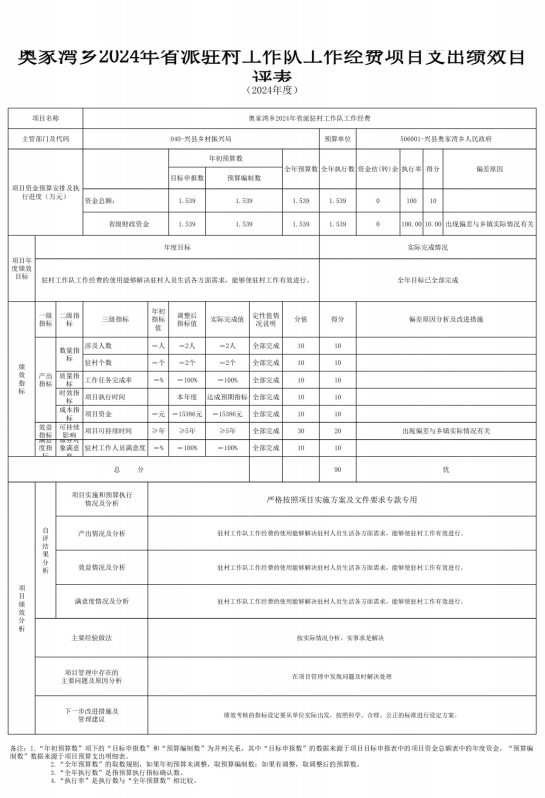 奥家湾乡2024年省派驻村工作队工作经费项目支出绩效自
评表
（2024年度）
项目名称 奥家湾乡2024年省派驻村工作队工作经费
主管部门及代码 040-兴县乡村振兴局 预算单位 506001-兴县奥家湾乡人民政府
项目资金预算安排及执行进度（万元） 年初预算数 全年预算数 全年执行数 资金结(转)余 执行率 得分 偏差原因
目标申报数 预算编制数
资金总额： 1.539 1.539 1.539 1.539 0 100 10
省级财政资金 1.539 1.539 1.539 1.539 0 100.00 10.00 出现偏差与乡镇实际情况有关
项目年度绩效目标 年度目标 实际完成情况
驻村工作队工作经费的使用能够解决驻村人员生活各方面需求，能够使驻村工作有效进行。 全年目标已全部完成
绩效指标 一级指标 二级指标 三级指标 年初指标值 调整后指标值 实际完成值 定性值情况说明 分值 得分 偏差原因分析及改进措施
产出指标 数量指标 涉及人数 =人 =2人 =2人 全部完成 10 10
驻村个数 =个 =2个 =2个 全部完成 10 10
质量指标 工作任务完成率 =% =100% =100% 全部完成 10 10
时效指标 项目执行时间 本年度 达成预期指标 全部完成 10 10
成本指标 项目资金 =元 =15386元 =15386元 全部完成 10 10
效益指标 可持续影响 项目可持续时间 ≥年 ≥5年 ≥5年 全部完成 30 20 出现偏差与乡镇实际情况有关
满意度指标 服务对象满意度 驻村工作人员满意度 =% =100% =100% 全部完成 10 10
总 分 90 优
项目绩效分析 自评结果分析 项目实施和预算执行情况及分析 严格按照项目实施方案及文件要求专款专用
产出情况及分析 驻村工作队工作经费的使用能够解决驻村人员生活各方面需求，能够使驻村工作有效进行。
效益情况及分析 驻村工作队工作经费的使用能够解决驻村人员生活各方面需求，能够使驻村工作有效进行。
满意度情况及分析 驻村工作队工作经费的使用能够解决驻村人员生活各方面需求，能够使驻村工作有效进行。
主要经验做法 按实际情况分析，实事求是解决
项目管理中存在的主要问题及原因分析 在项目管理中发现问题及时解决处理
下一步改进措施及管理建议 绩效考核的指标设定要从单位实际出发，按照科学、合理、公正的标准进行设定方案。
备注：1.“年初预算数”项下的“目标申报数”和“预算编制数”为并列关系，其中“目标申报数”的数据来源于项目目标申报表中的项目资金总额表中的年度资金，“预算编
制数”数据来源于项目预算支出明细表。
2.“全年预算数”的取数规则，如果年初预算未调整，取预算编制数；如果有调整，取调整后的预算数。
3.“全年执行数”是指预算执行指标确认数。
4.“执行率”是执行数与“全年预算数”相比较。